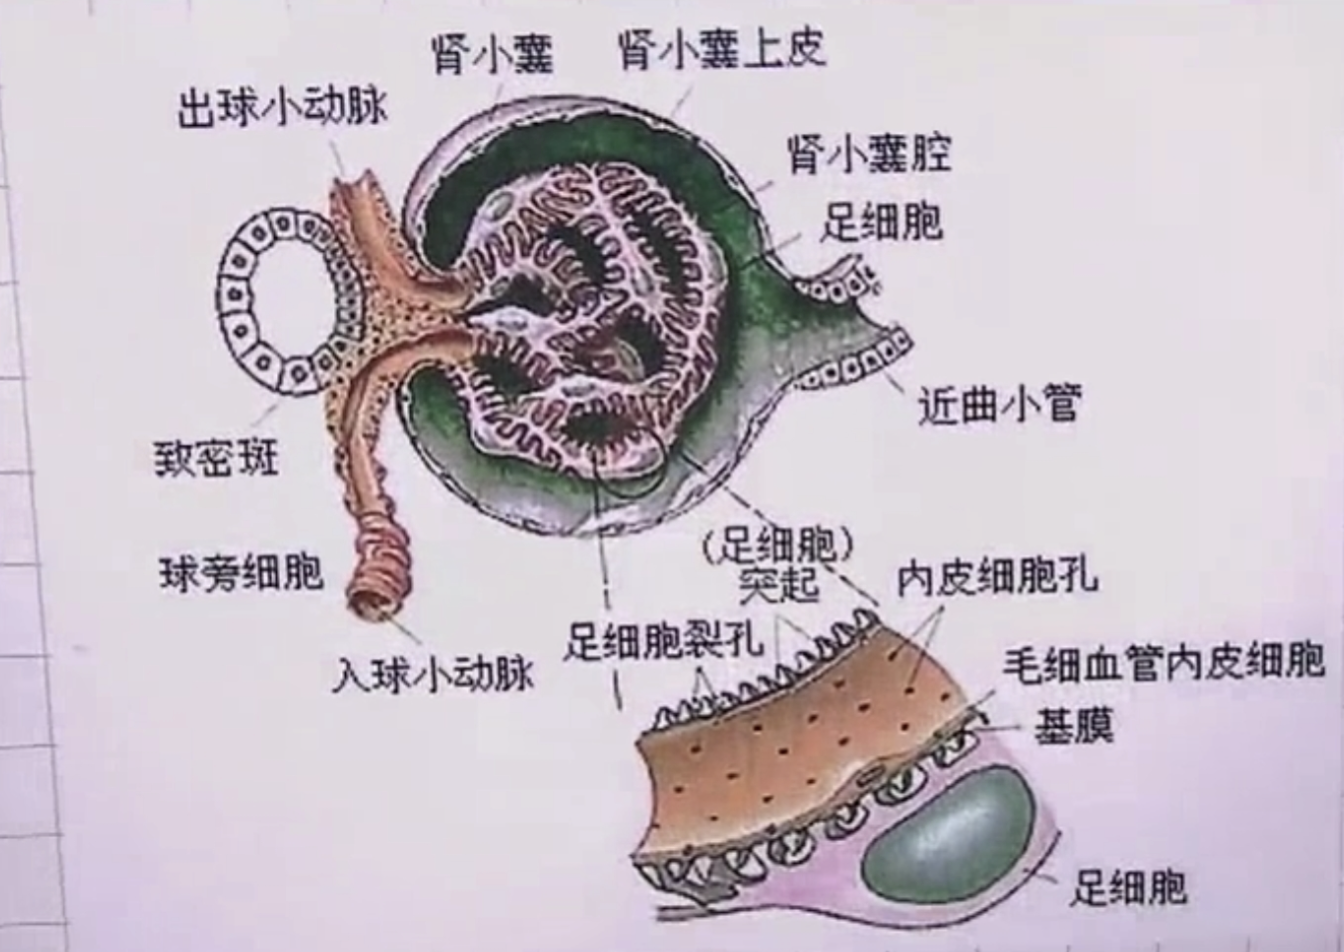 肾小囊
肾小囊上皮
出球小动脉
肾小囊腔
足细胞
近曲小管
致密斑
球旁细胞
入球小动脉
(足细胞)
突起
内皮细胞孔
足细胞裂孔
毛细血管内皮细胞
基膜
足细胞